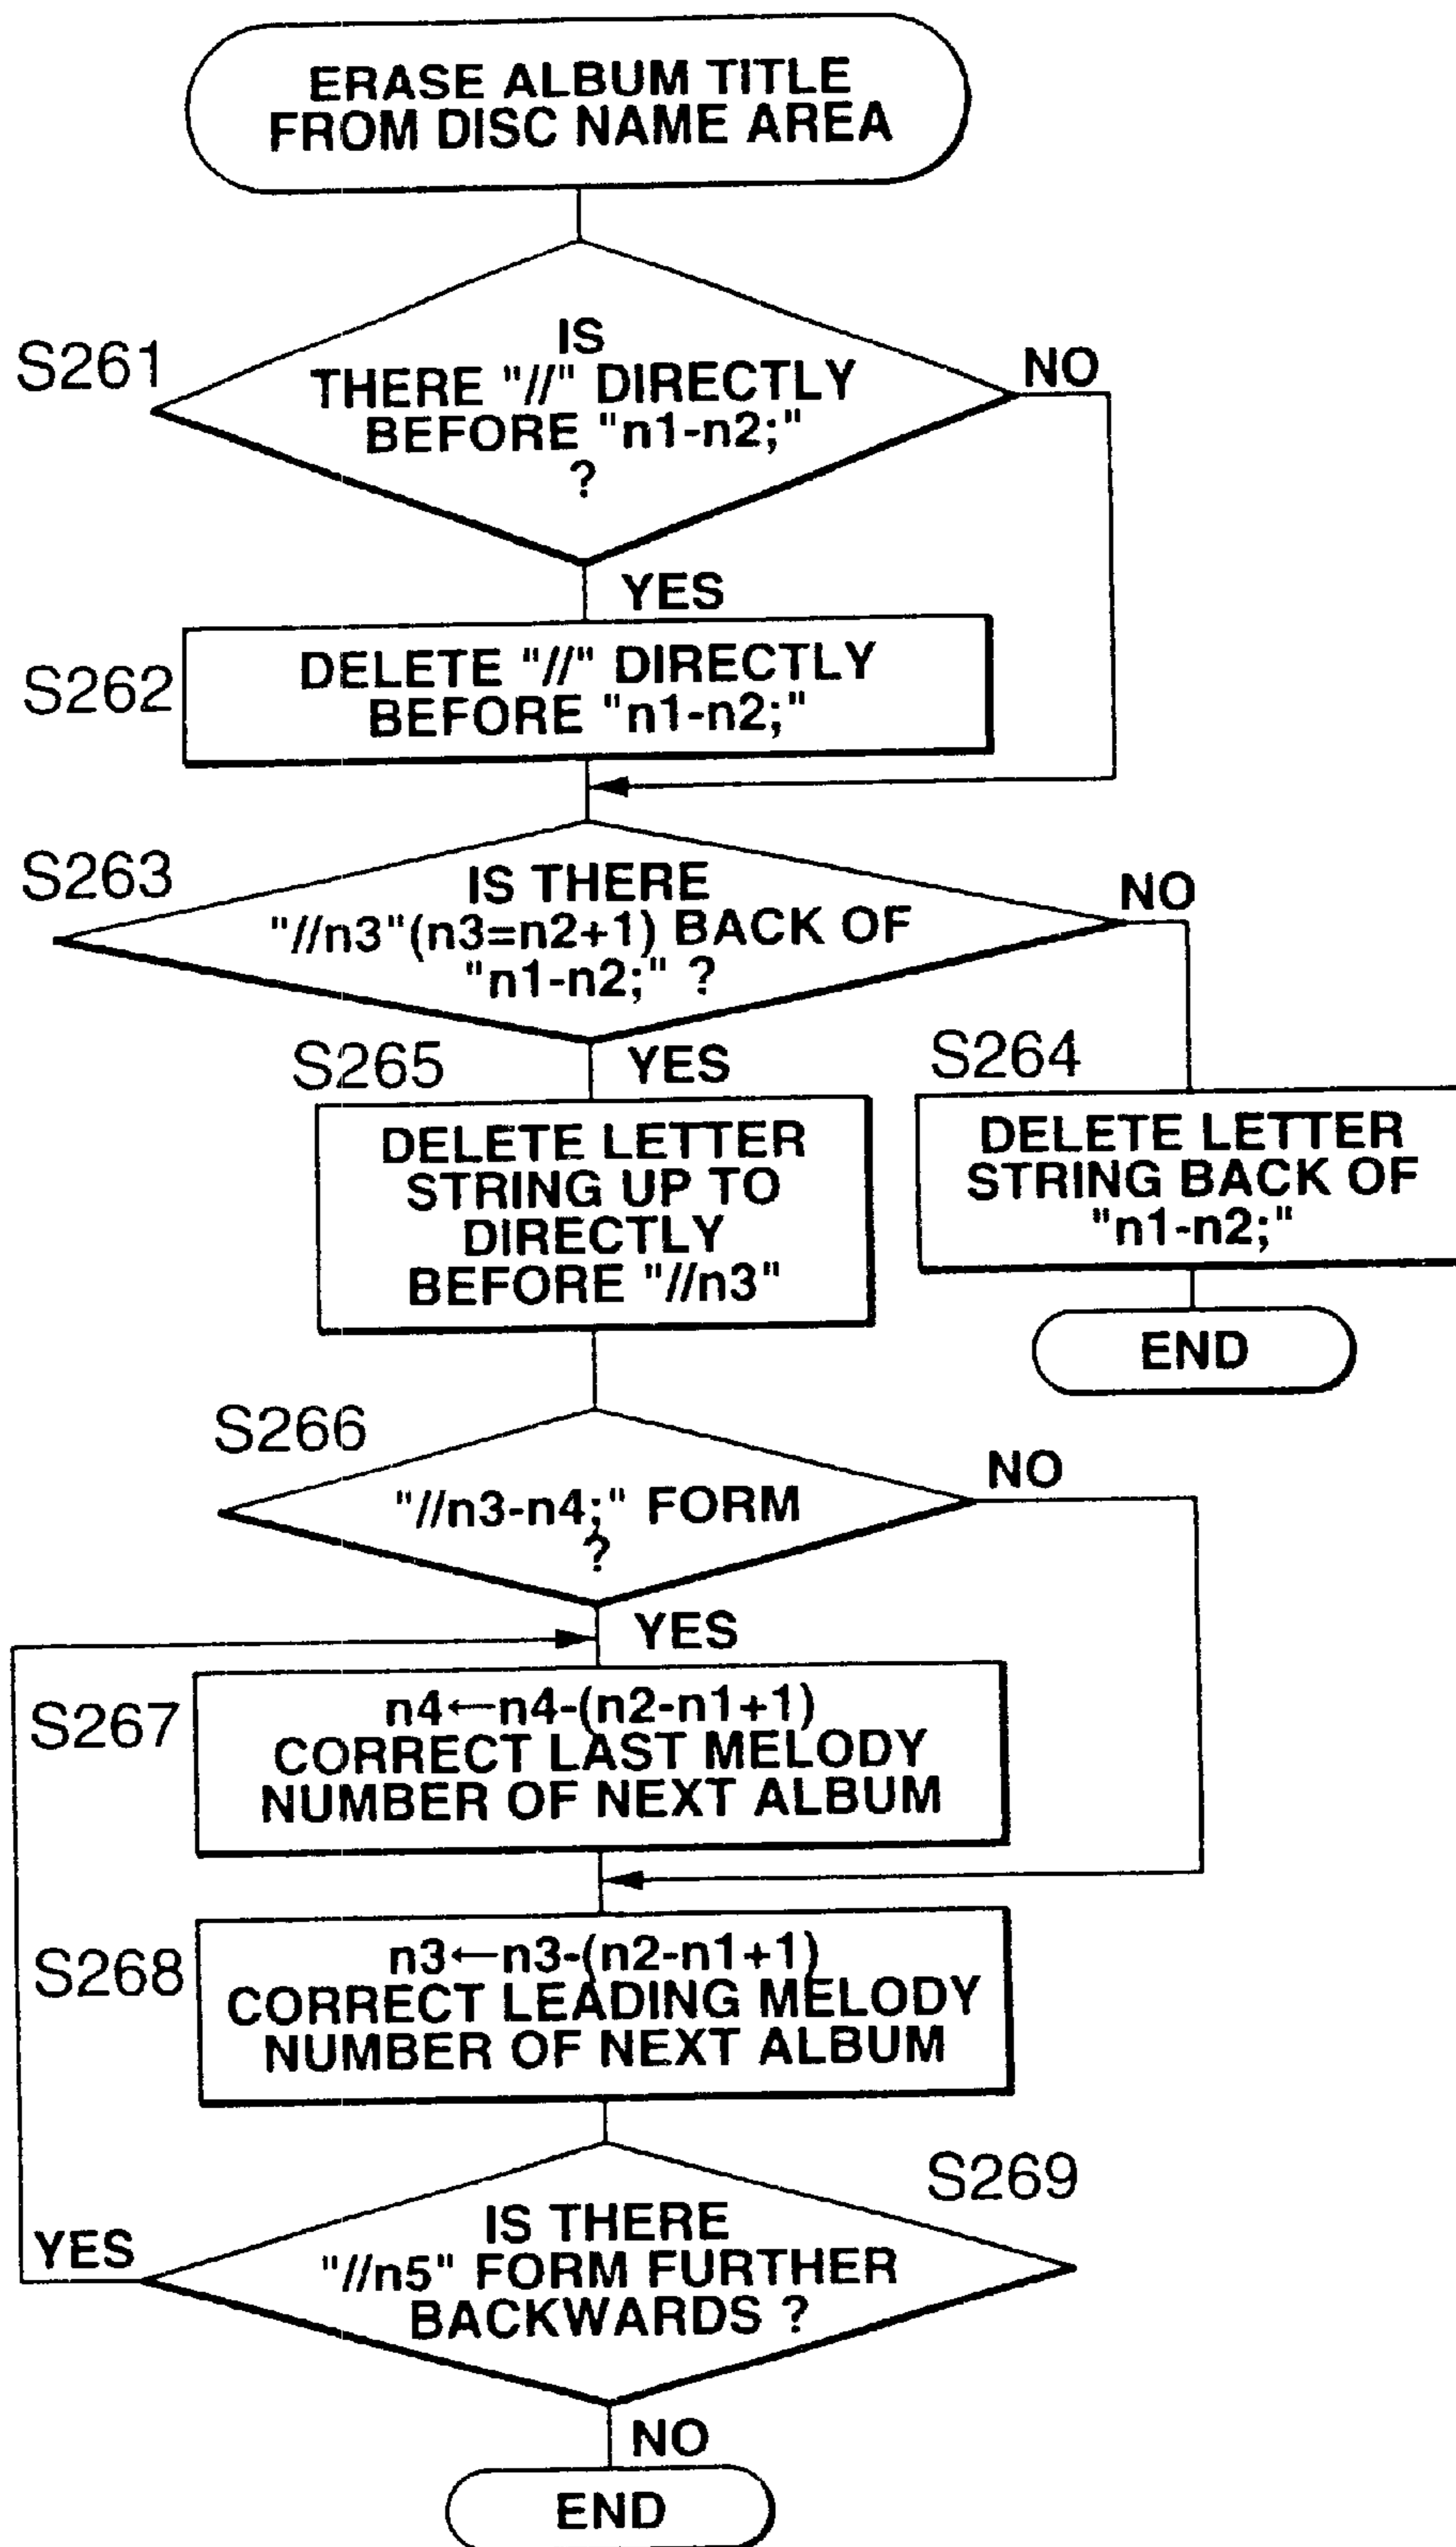 ERASE ALBUM TITLE
FROM DISC NAME AREA
S261
IS
THERE "//" DIRECTLY
BEFORE "n1-n2;"
?
NO
YES
S262
DELETE "//" DIRECTLY
BEFORE "n1-n2;"
S263
IS THERE
"//n3"(n3=n2+1) BACK OF
"n1-n2;" ?
NO
YES
S265
DELETE LETTER
STRING UP TO
DIRECTLY
BEFORE "//n3"
S264
DELETE LETTER
STRING BACK OF
"n1-n2;"
END
S266
"//n3-n4;" FORM
?
NO
YES
S267
n4←n4-(n2-n1+1)
CORRECT LAST MELODY
NUMBER OF NEXT ALBUM
S268
n3←n3-(n2-n1+1)
CORRECT LEADING MELODY
NUMBER OF NEXT ALBUM
S269
IS THERE
"//n5" FORM FURTHER
BACKWARDS ?
YES
NO
END